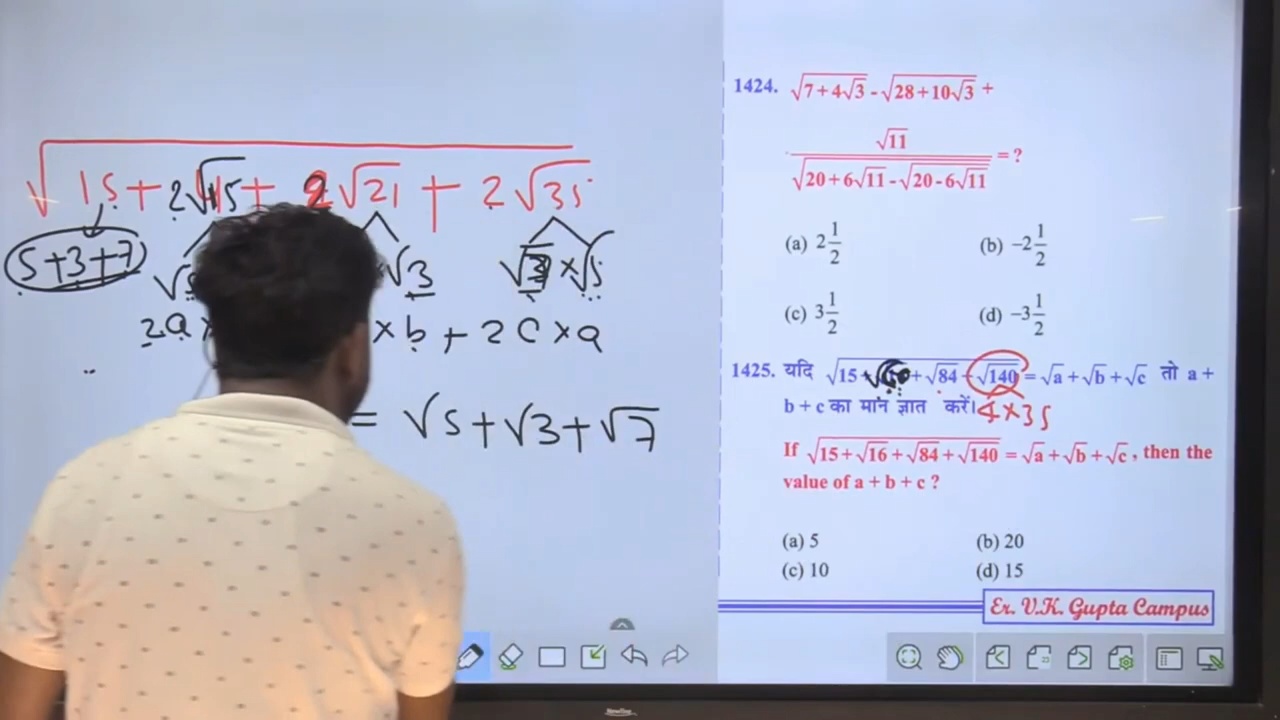 √15 + 2√15 + 2√21 + 2√35
5+3+7
√3
√5
2a
×b + 2c×a
= √5+√3+√7
1424. √7+4√3 - √28+10√3 +
√11
√20+6√11 - √20-6√11 = ?
(a) 2 1/2 (b) -2 1/2
(c) 3 1/2 (d) -3 1/2
1425. यदि √15+ + √84 + √140 = √a + √b + √c तो a +
b + c का मान ज्ञात करें। 4×35
If √15+√16+√84+√140 = √a + √b + √c, then the
value of a + b + c ?
(a) 5 (b) 20
(c) 10 (d) 15
Er. V.K. Gupta Campus